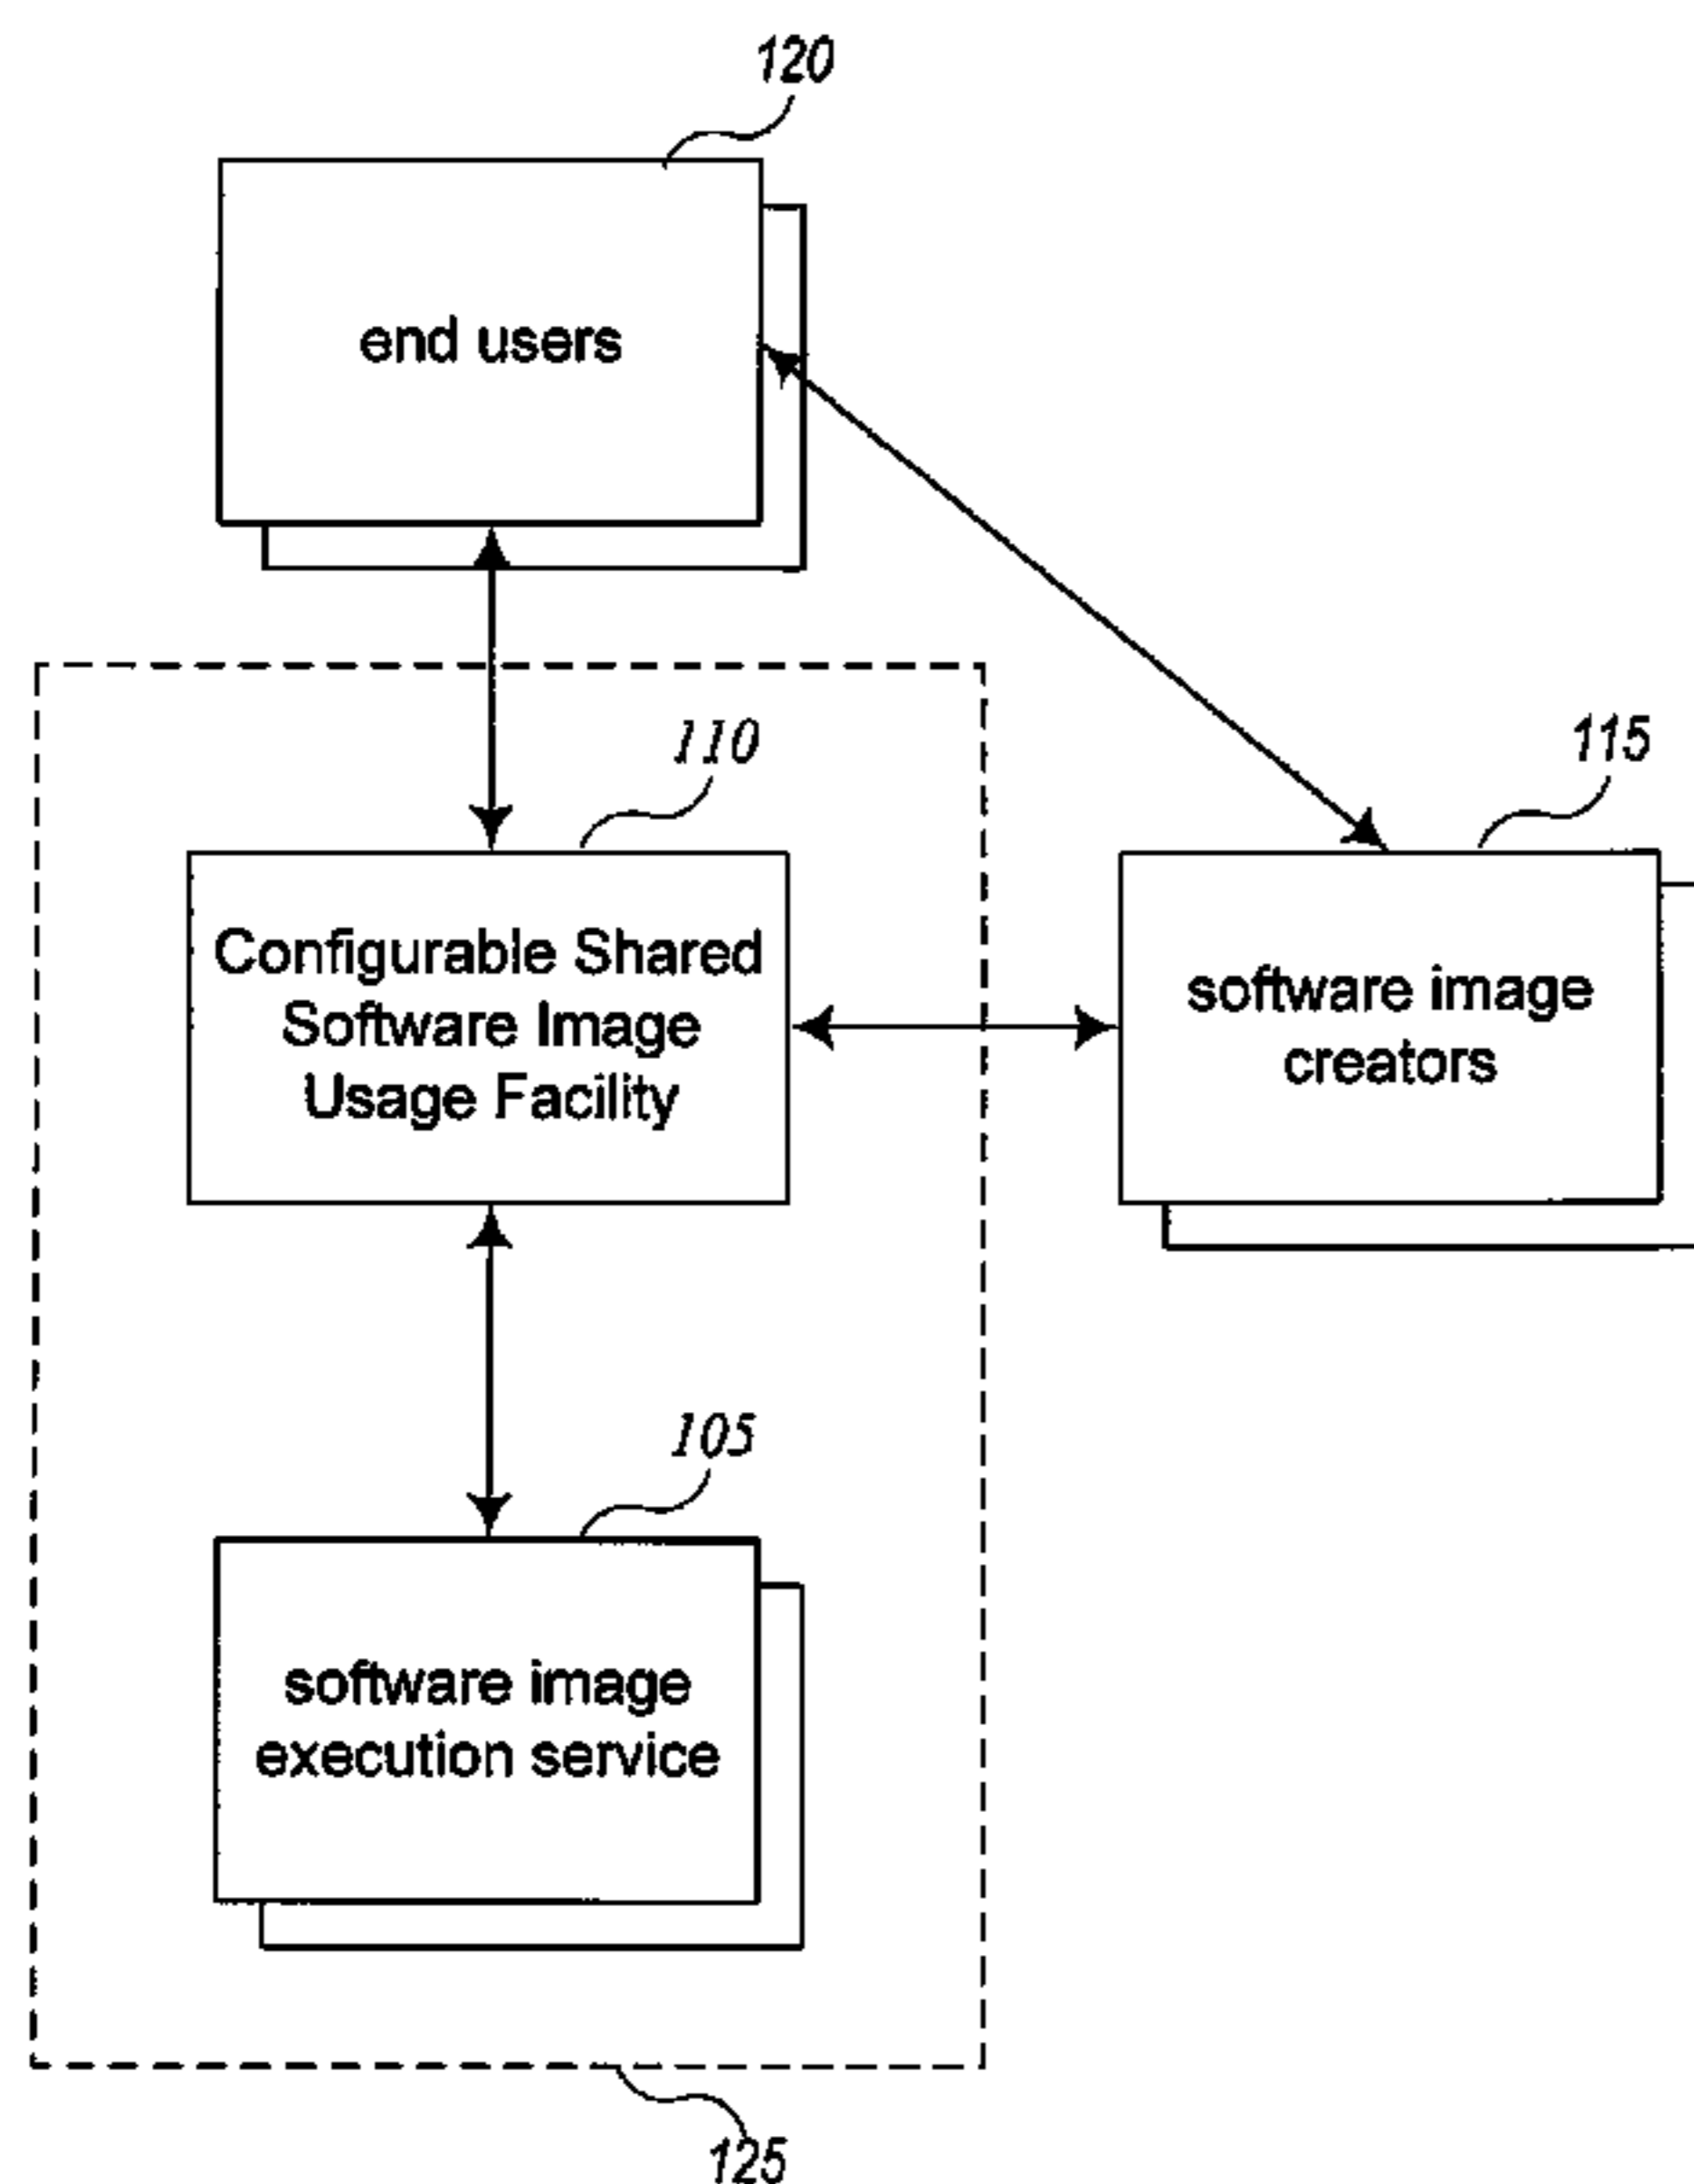 120
end users
110
115
Configurable Shared
Software Image
Usage Facility
software image
creators
105
software image
execution service
125